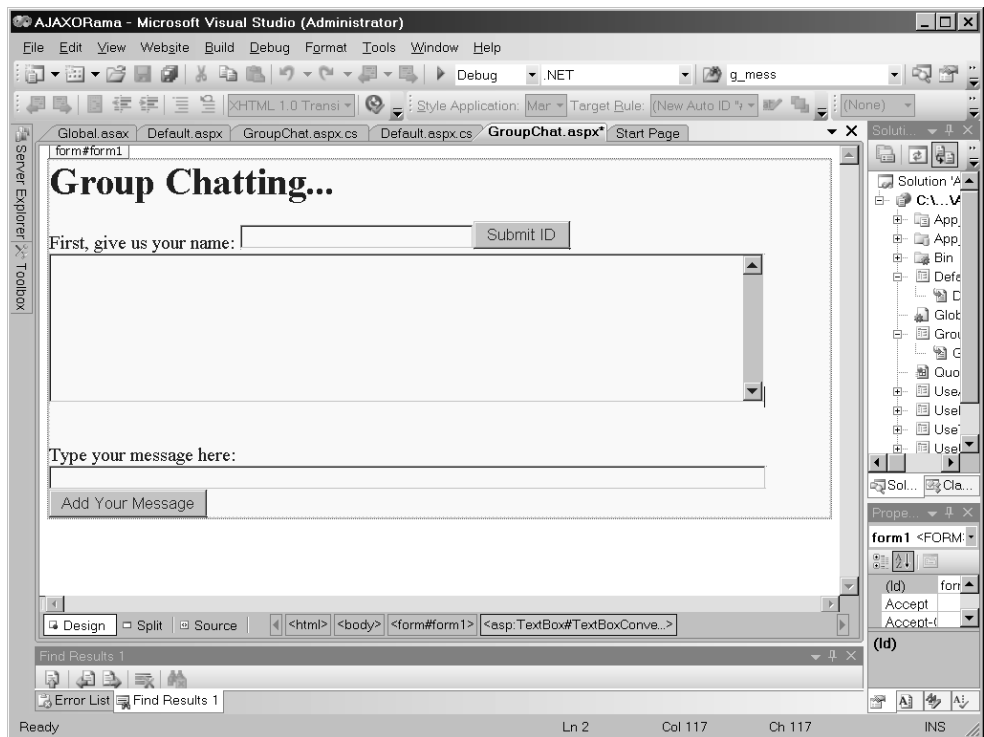 AJAXORama - Microsoft Visual Studio (Administrator)
File Edit View Website Build Debug Format Tools Window Help
Debug .NET g_mess
XHTML 1.0 Transi Style Application: Mar Target Rule: (New Auto ID (None)
Server Explorer Toolbox
Global.asax Default.aspx GroupChat.aspx.cs Default.aspx.cs GroupChat.aspx* Start Page
form#form1
Group Chatting...
First, give us your name: Submit ID
Type your message here:
Add Your Message
Design Split Source <html> <body> <form#form1> <asp:TextBox#TextBoxConve...>
Find Results 1
Error List Find Results 1
Soluti...
Solution 'A
C:\...\A
App_
App_
Bin
Defa
D
Glob
Grou
G
Quo
Use
Use
Use
Use
Sol... Cla...
Prope...
form1 <FORM
(Id) for
Accept
Accept-
(Id)
Ready Ln 2 Col 117 Ch 117 INS